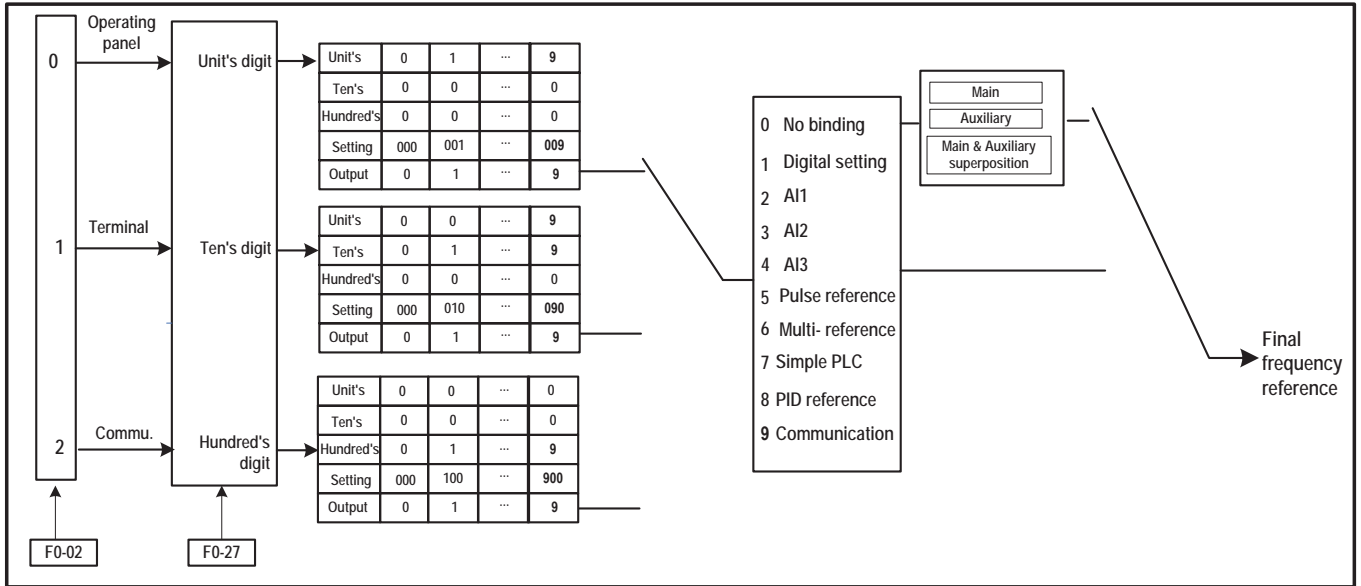 Operating
panel
0
Unit's digit
Terminal
1
Ten's digit
Commu.
2
Hundred's
digit
F0-02
F0-27
Unit's 0 1 ... 9
Ten's 0 0 ... 0
Hundred's 0 0 ... 0
Setting 000 001 ... 009
Output 0 1 ... 9
Unit's 0 0 ... 9
Ten's 0 1 ... 9
Hundred's 0 0 ... 0
Setting 000 010 ... 090
Output 0 1 ... 9
Unit's 0 0 ... 0
Ten's 0 0 ... 0
Hundred's 0 1 ... 9
Setting 000 100 ... 900
Output 0 1 ... 9
0 No binding
1 Digital setting
2 AI1
3 AI2
4 AI3
5 Pulse reference
6 Multi- reference
7 Simple PLC
8 PID reference
9 Communication
Main
Auxiliary
Main & Auxiliary
superposition
Final
frequency
reference